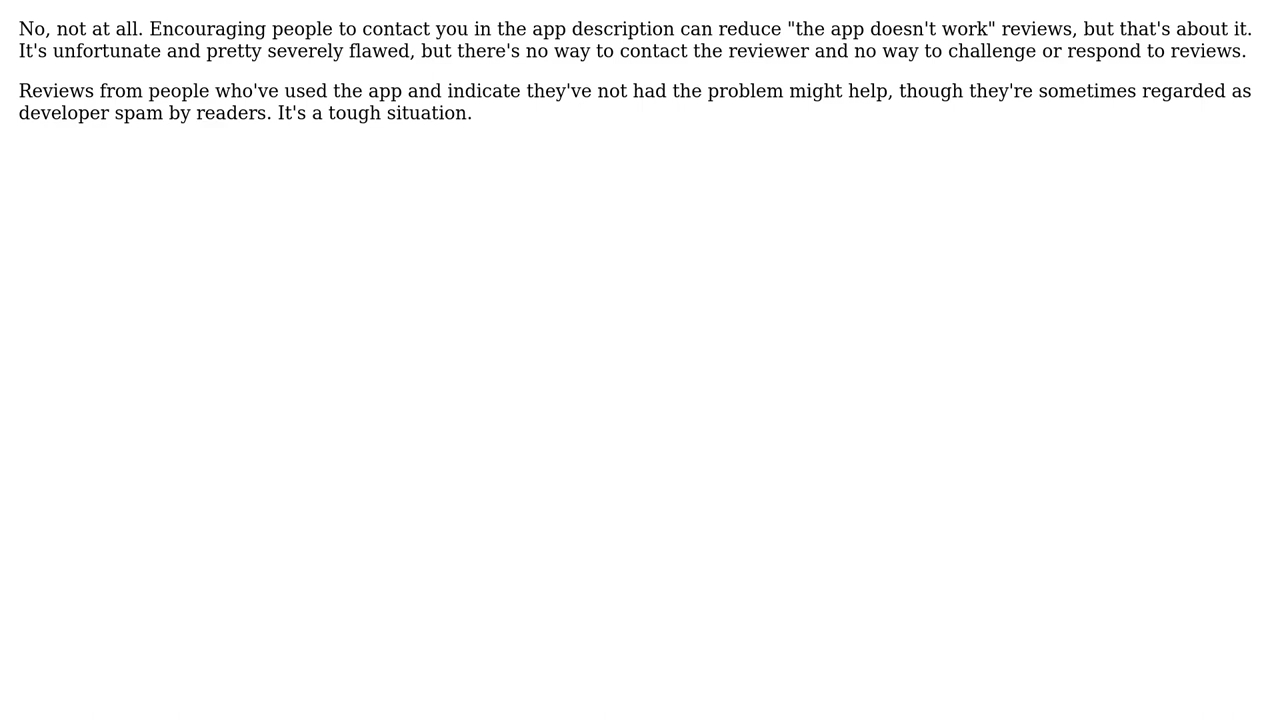 No, not at all. Encouraging people to contact you in the app description can reduce "the app doesn't work" reviews, but that's about it.
It's unfortunate and pretty severely flawed, but there's no way to contact the reviewer and no way to challenge or respond to reviews.
Reviews from people who've used the app and indicate they've not had the problem might help, though they're sometimes regarded as
developer spam by readers. It's a tough situation.